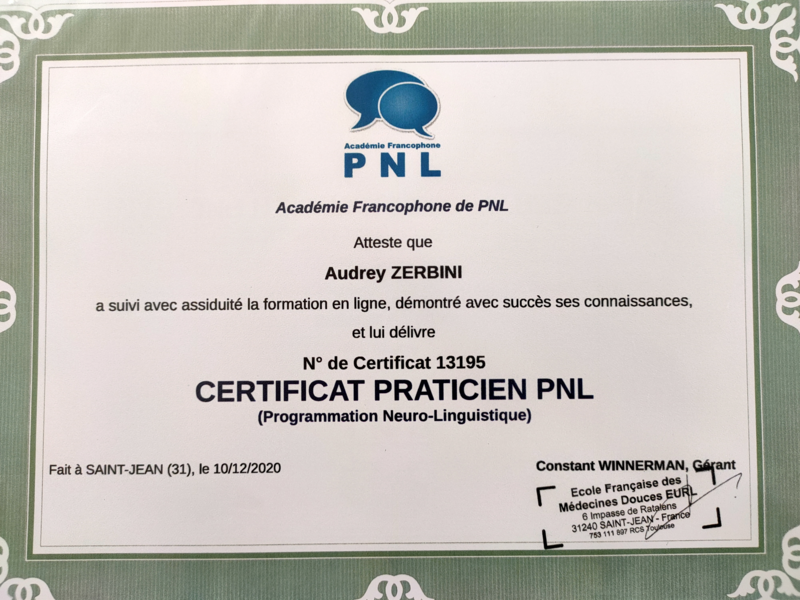 Académie Francophone
PNL
Académie Francophone de PNL
Atteste que
Audrey ZERBINI
a suivi avec assiduité la formation en ligne, démontré avec succès ses connaissances,
et lui délivre
N° de Certificat 13195
CERTIFICAT PRATICIEN PNL
(Programmation Neuro-Linguistique)
Fait à SAINT-JEAN (31), le 10/12/2020
Constant WINNERMAN, Gérant
Ecole Française des
Médecines Douces EURL
6 Impasse de Rataléns
31240 SAINT-JEAN - France
753 111 897 RCS Toulouse